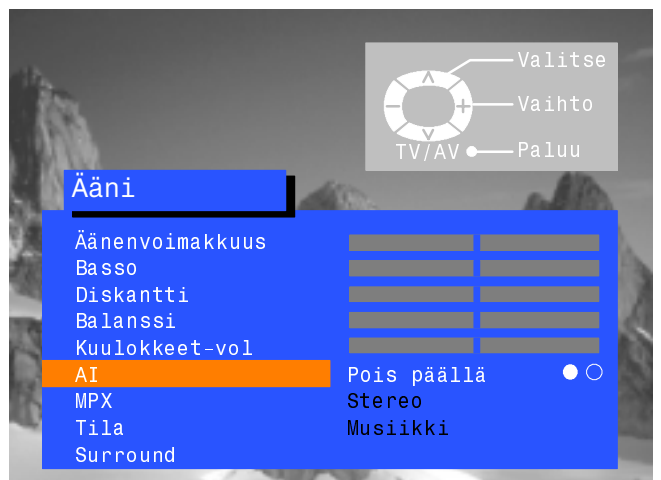 Valitse
Vaihto
TV/AV Paluu
Ääni
Äänenvoimakkuus
Basso
Diskantti
Balanssi
Kuulokkeet-vol
AI Pois päällä
MPX Stereo
Tila Musiikki
Surround